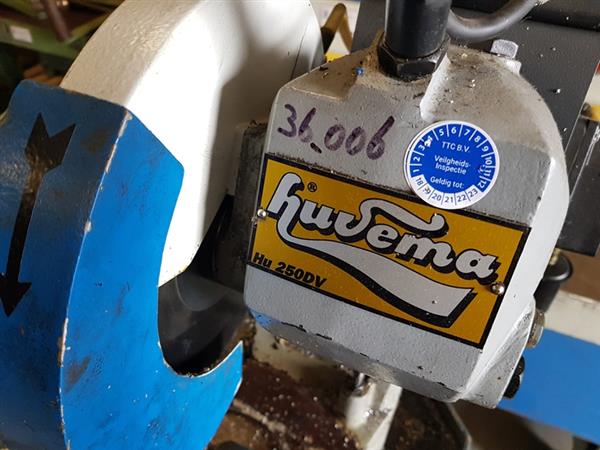 36.006
1 2 3 4 5 6 7 8 9 10 11 12
TTC B.V.
Veiligheids-
Inspectie
Geldig tot:
18 19 20 21 22 23
huvema®
Hu 250DV